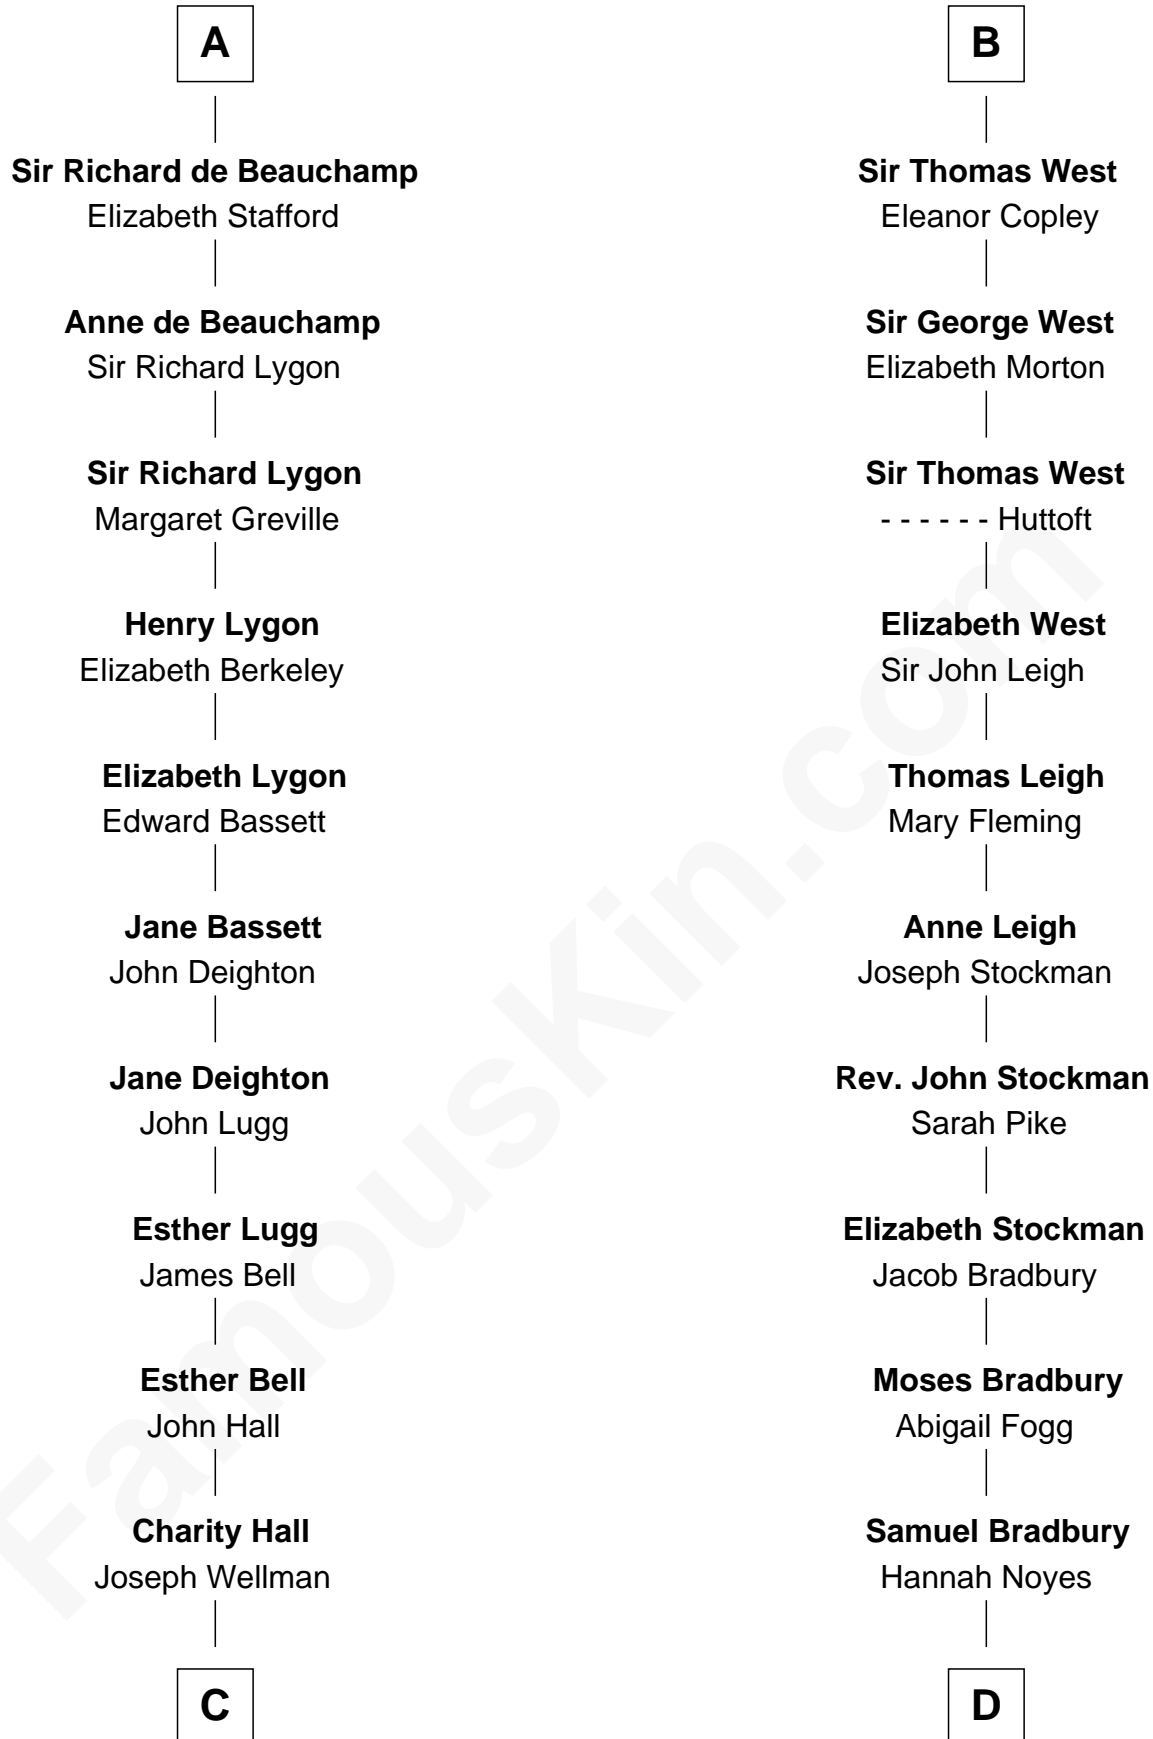 A
Sir Richard de Beauchamp
Elizabeth Stafford
Anne de Beauchamp
Sir Richard Lygon
Sir Richard Lygon
Margaret Greville
Henry Lygon
Elizabeth Berkeley
Elizabeth Lygon
Edward Bassett
Jane Bassett
John Deighton
Jane Deighton
John Lugg
Esther Lugg
James Bell
Esther Bell
John Hall
Charity Hall
Joseph Wellman
C
B
Sir Thomas West
Eleanor Copley
Sir George West
Elizabeth Morton
Sir Thomas West
- - - - - - Huttoft
Elizabeth West
Sir John Leigh
Thomas Leigh
Mary Fleming
Anne Leigh
Joseph Stockman
Rev. John Stockman
Sarah Pike
Elizabeth Stockman
Jacob Bradbury
Moses Bradbury
Abigail Fogg
Samuel Bradbury
Hannah Noyes
D
FamousKin.com